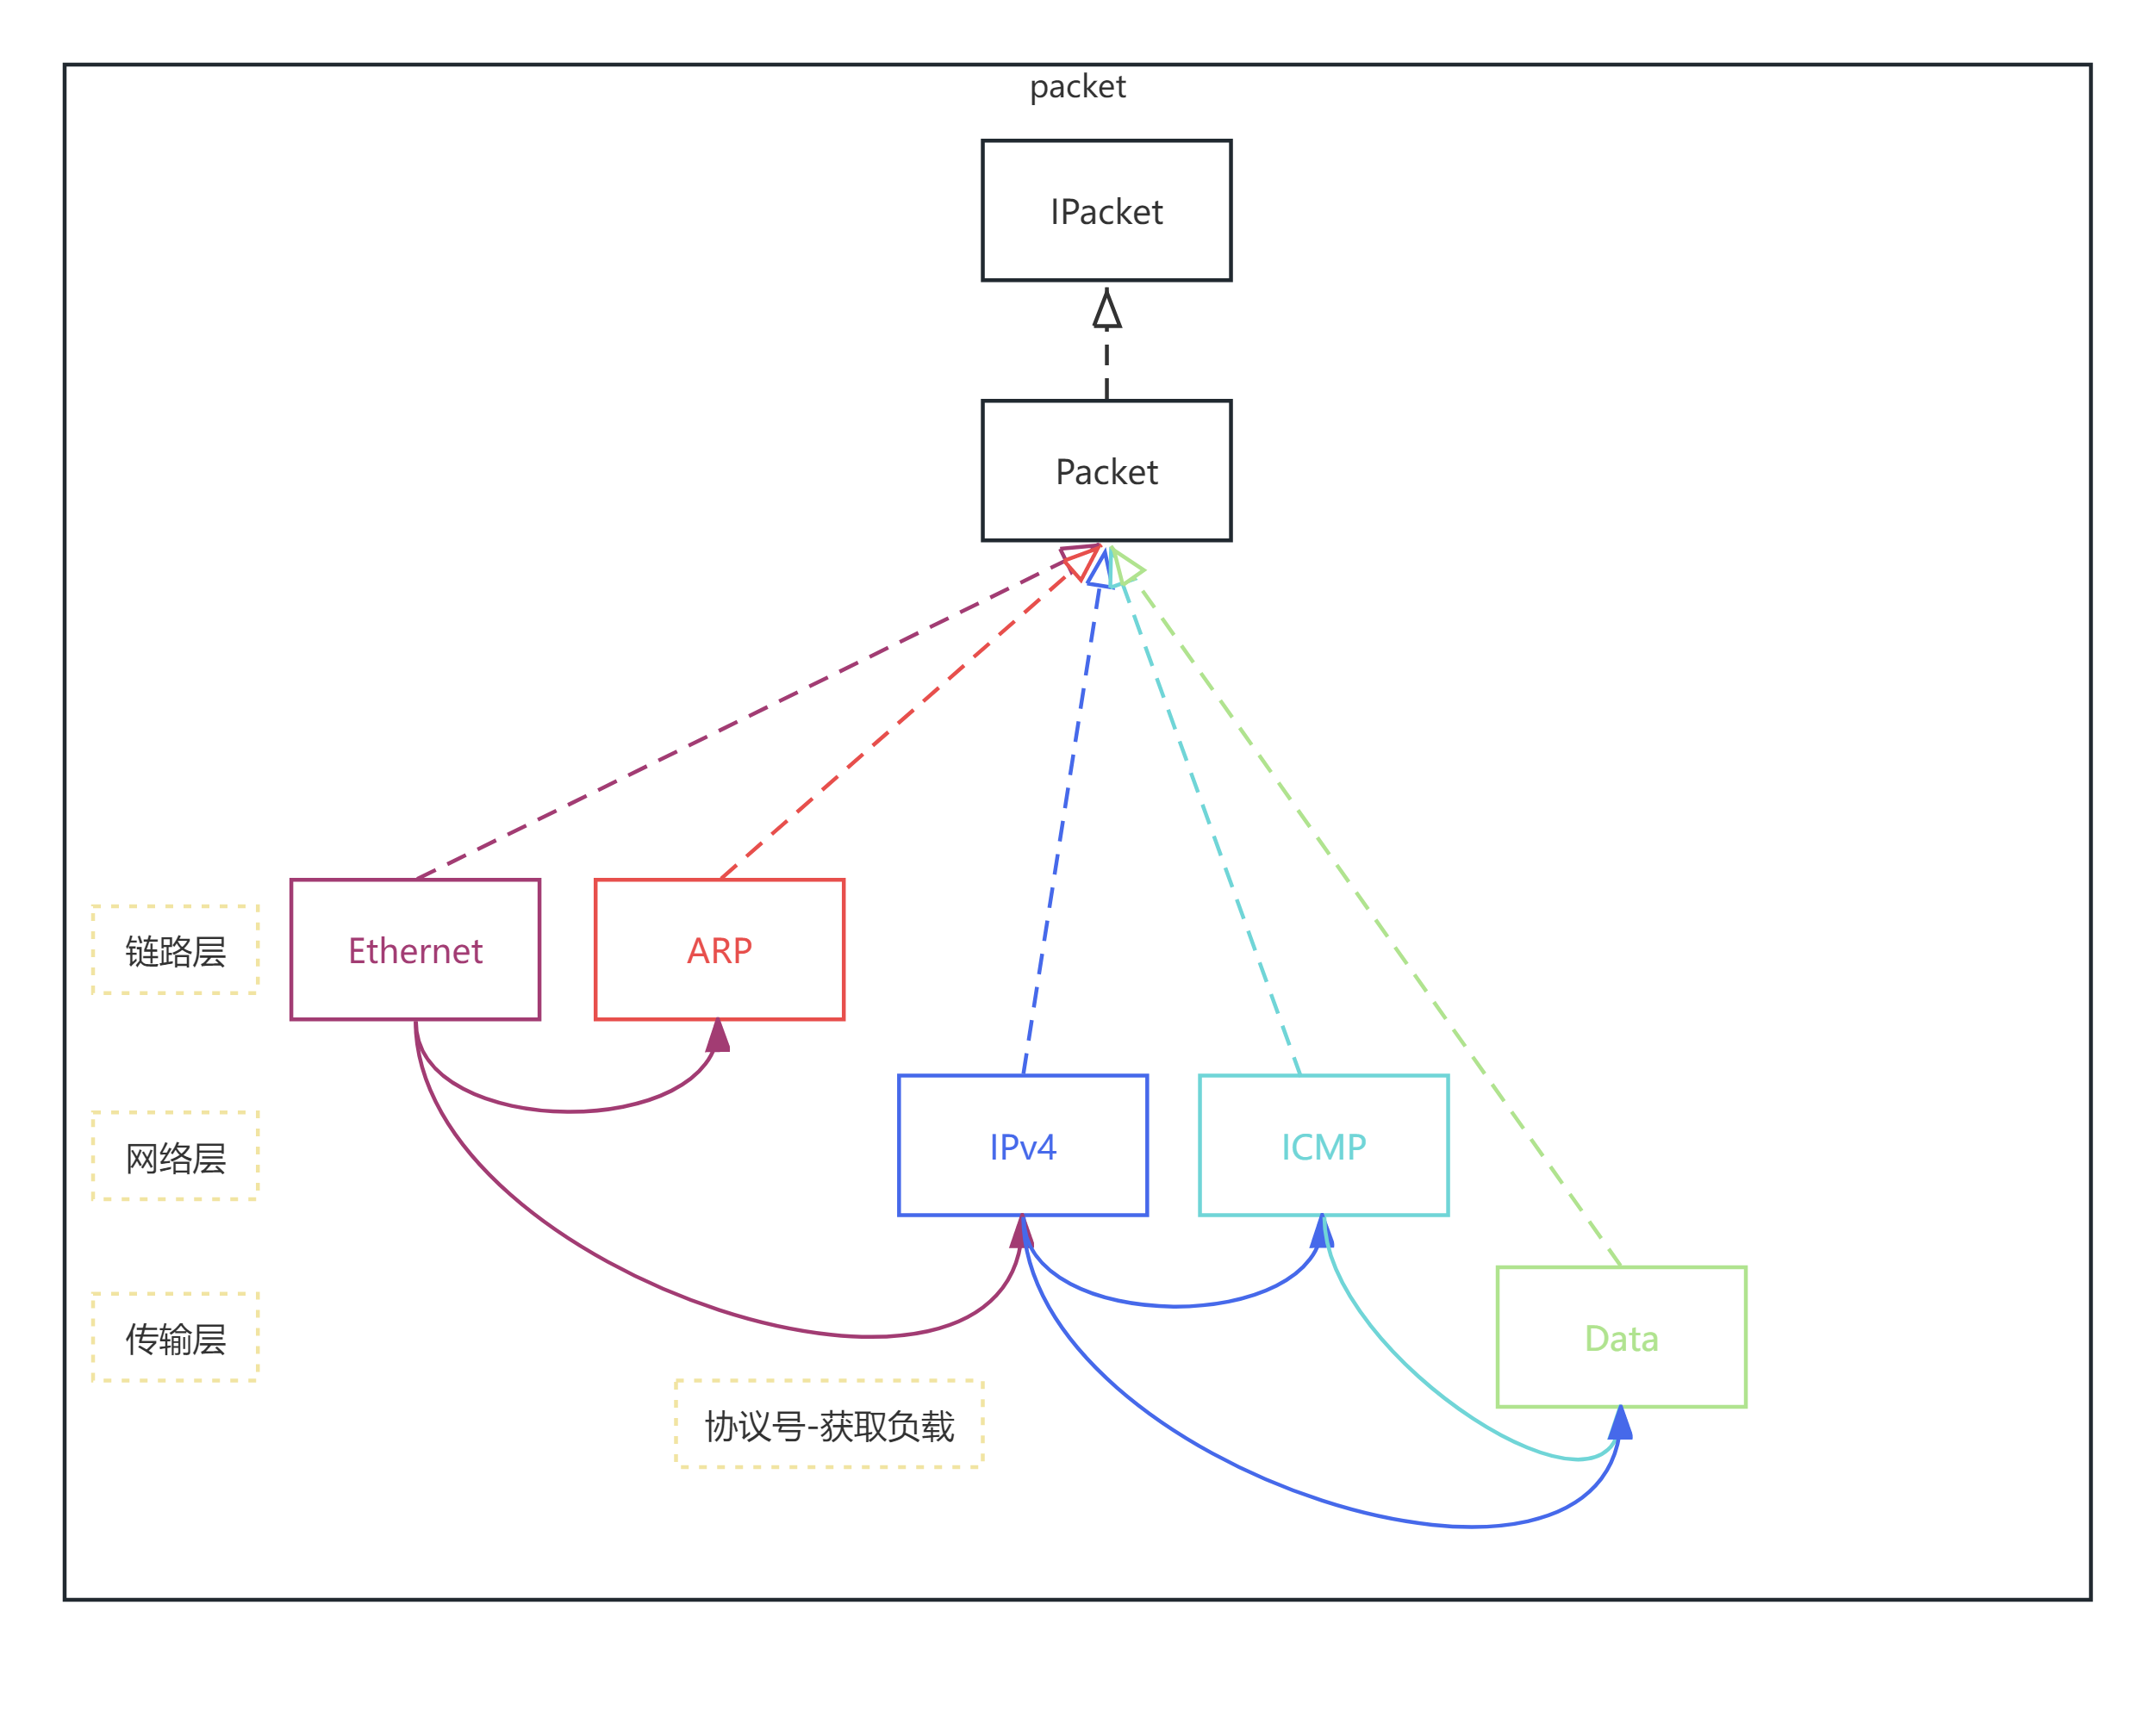 packet
IPacket
Packet
链路层
Ethernet
ARP
网络层
IPv4
ICMP
传输层
Data
协议号-获取负载